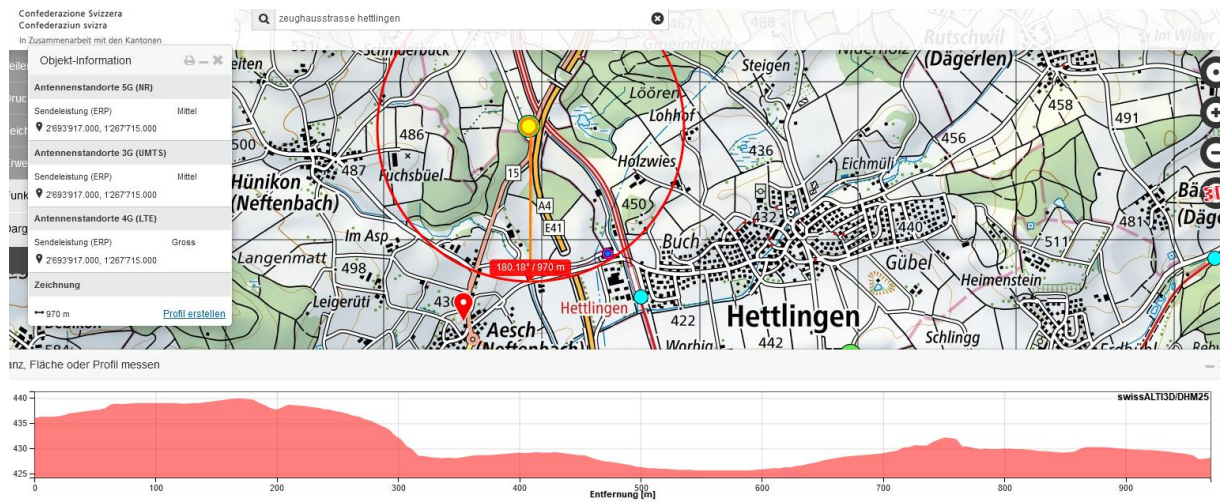 Confederazione Svizzera
Confederaziun svizra
In Zusammenarbeit mit den Kantonen
zeughausstrasse hettlingen
Objekt-Information
Antennenstandorte 5G (NR)
Sendeleistung (ERP) Mittel
2'693'917.000, 1'267'715.000
Antennenstandorte 3G (UMTS)
Sendeleistung (ERP) Mittel
2'693'917.000, 1'267'715.000
Antennenstandorte 4G (LTE)
Sendeleistung (ERP) Gross
2'693'917.000, 1'267'715.000
Zeichnung
970 m Profil erstellen
467 488
Rutschwil
(Dägerlen)
Im Wisler
Steigen
Löören
Lohhof
458
491
486
436
456
500
487
Fuchsbüel
Holzwies
Eichmüli
15
Hünikon
(Neftenbach)
A4
450
432
481
E41
440
511
Im Asp
Buch
Langenmatt
498
180.18° / 970 m
Gübel
Heimenstein
Leigerüti
Hettlingen
Aesch
(Neftenbach)
422
Hettlingen
442
Schlingg
Worbig
anz, Fläche oder Profil messen
swissALTI3D/DHM25
440
435
430
425
0 100 200 300 400 500 600 700 800 900
Entfernung [m]